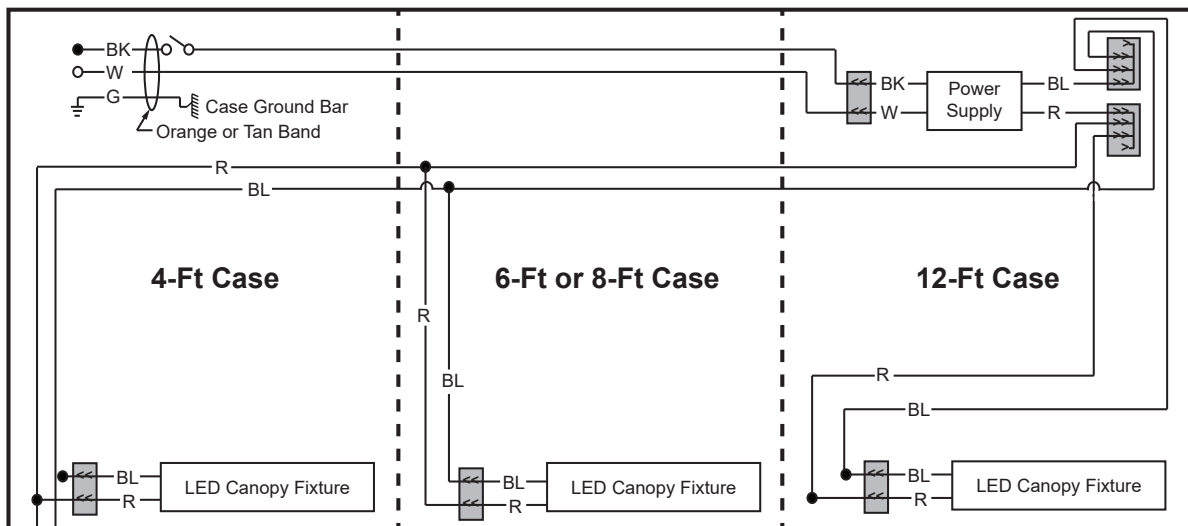 BK
W
G
Case Ground Bar
Orange or Tan Band
BK
W
Power
Supply
BL
R
R
BL
4-Ft Case
6-Ft or 8-Ft Case
12-Ft Case
R
BL
R
BL
BL
R
LED Canopy Fixture
BL
R
LED Canopy Fixture
BL
R
LED Canopy Fixture